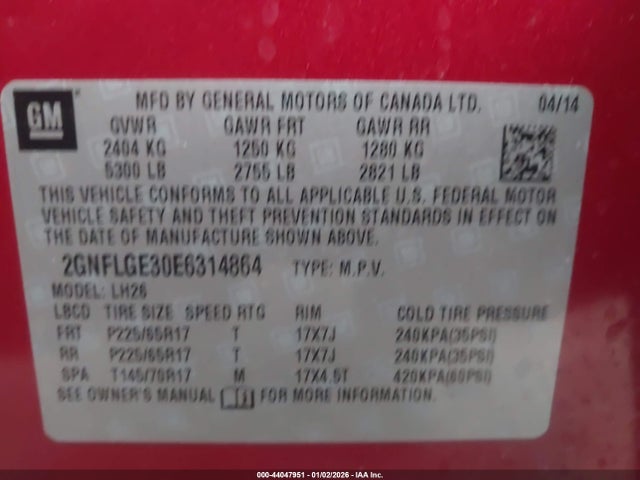 GM
MFD BY GENERAL MOTORS OF CANADA LTD. 04/14
GVWR GAWR FRT GAWR RR
2404 KG 1250 KG 1280 KG
5300 LB 2755 LB 2821 LB
THIS VEHICLE CONFORMS TO ALL APPLICABLE U.S. FEDERAL MOTOR
VEHICLE SAFETY AND THEFT PREVENTION STANDARDS IN EFFECT ON
THE DATE OF MANUFACTURE SHOWN ABOVE.
2GNFLGE30E6314864 TYPE: M.P.V.
MODEL: LH26
LBCD TIRE SIZE SPEED RTG RIM COLD TIRE PRESSURE
FRT P225/65R17 T 17X7J 240KPA(35PSI)
RR P225/65R17 T 17X7J 240KPA(35PSI)
SPA T145/70R17 M 17X4.5T 420KPA(60PSI)
SEE OWNER'S MANUAL FOR MORE INFORMATION.
000-44047951 - 01/02/2026 - IAA Inc.